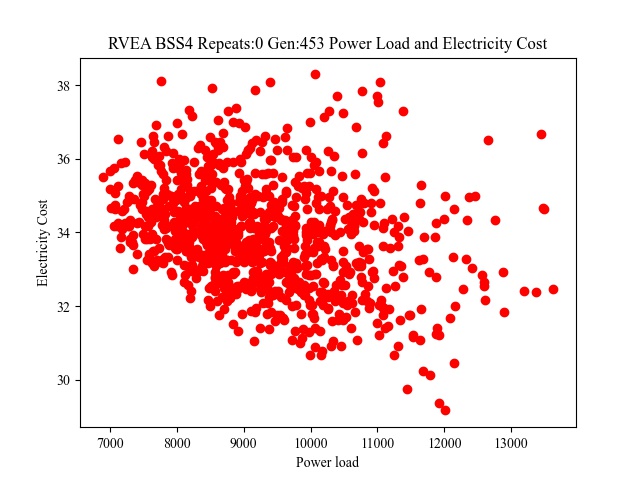 RVEA BSS4 Repeats:0 Gen:453 Power Load and Electricity Cost
38
36
34
32
30
Electricity Cost
7000 8000 9000 10000 11000 12000 13000
Power load